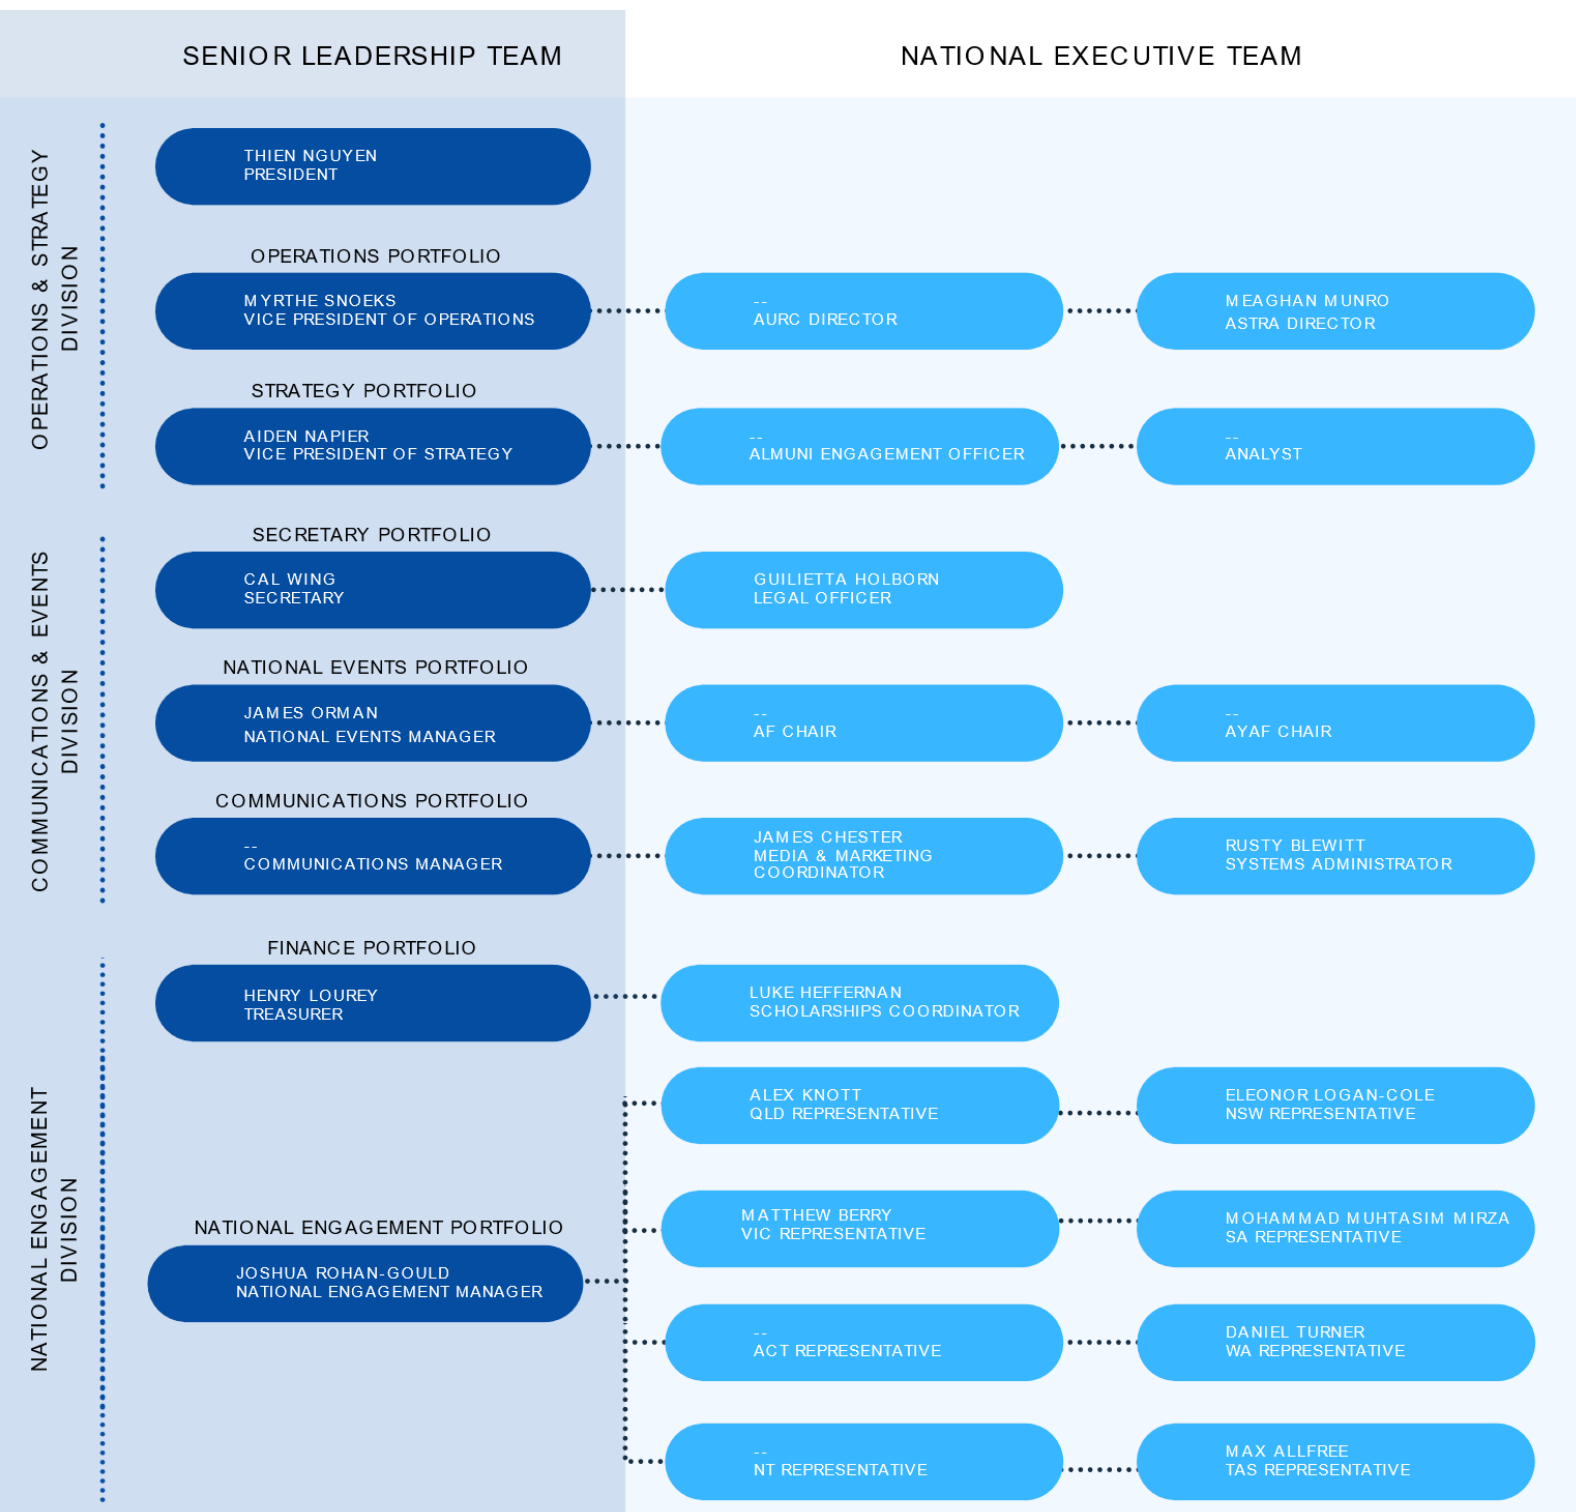 SENIOR LEADERSHIP TEAM
NATIONAL EXECUTIVE TEAM
OPERATIONS & STRATEGY
DIVISION
THIEN NGUYEN
PRESIDENT
OPERATIONS PORTFOLIO
MYRTHE SNOEKS
VICE PRESIDENT OF OPERATIONS
--
AURC DIRECTOR
MEAGHAN MUNRO
ASTRA DIRECTOR
STRATEGY PORTFOLIO
AIDEN NAPIER
VICE PRESIDENT OF STRATEGY
--
ALMUNI ENGAGEMENT OFFICER
--
ANALYST
COMMUNICATIONS & EVENTS
DIVISION
SECRETARY PORTFOLIO
CAL WING
SECRETARY
GUILIETTA HOLBORN
LEGAL OFFICER
NATIONAL EVENTS PORTFOLIO
JAMES ORMAN
NATIONAL EVENTS MANAGER
--
AF CHAIR
--
AYAF CHAIR
COMMUNICATIONS PORTFOLIO
--
COMMUNICATIONS MANAGER
JAMES CHESTER
MEDIA & MARKETING
COORDINATOR
RUSTY BLEWITT
SYSTEMS ADMINISTRATOR
NATIONAL ENGAGEMENT
DIVISION
FINANCE PORTFOLIO
HENRY LOUREY
TREASURER
LUKE HEFFERNAN
SCHOLARSHIPS COORDINATOR
NATIONAL ENGAGEMENT PORTFOLIO
JOSHUA ROHAN-GOULD
NATIONAL ENGAGEMENT MANAGER
ALEX KNOTT
QLD REPRESENTATIVE
ELEONOR LOGAN-COLE
NSW REPRESENTATIVE
MATTHEW BERRY
VIC REPRESENTATIVE
MOHAMMAD MUHTASIM MIRZA
SA REPRESENTATIVE
--
ACT REPRESENTATIVE
DANIEL TURNER
WA REPRESENTATIVE
--
NT REPRESENTATIVE
MAX ALLFREE
TAS REPRESENTATIVE